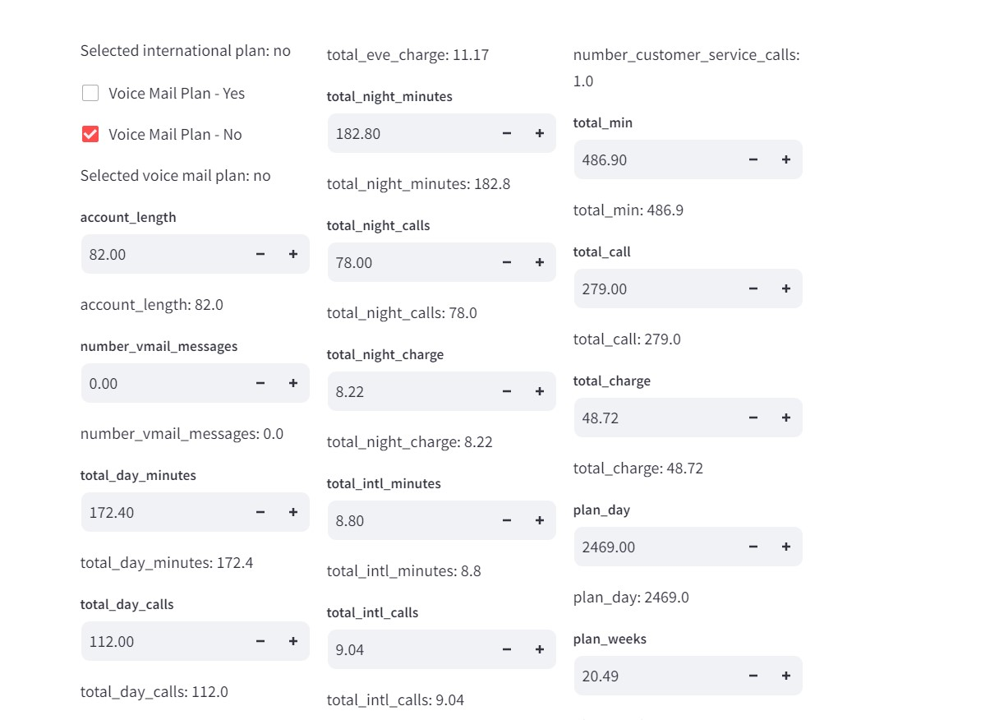 Selected international plan: no
Voice Mail Plan - Yes
Voice Mail Plan - No
Selected voice mail plan: no
account_length
82.00
account_length: 82.0
number_vmail_messages
0.00
number_vmail_messages: 0.0
total_day_minutes
172.40
total_day_minutes: 172.4
total_day_calls
112.00
total_day_calls: 112.0
total_eve_charge: 11.17
total_night_minutes
182.80
total_night_minutes: 182.8
total_night_calls
78.00
total_night_calls: 78.0
total_night_charge
8.22
total_night_charge: 8.22
total_intl_minutes
8.80
total_intl_minutes: 8.8
total_intl_calls
9.04
total_intl_calls: 9.04
number_customer_service_calls:
1.0
total_min
486.90
total_min: 486.9
total_call
279.00
total_call: 279.0
total_charge
48.72
total_charge: 48.72
plan_day
2469.00
plan_day: 2469.0
plan_weeks
20.49